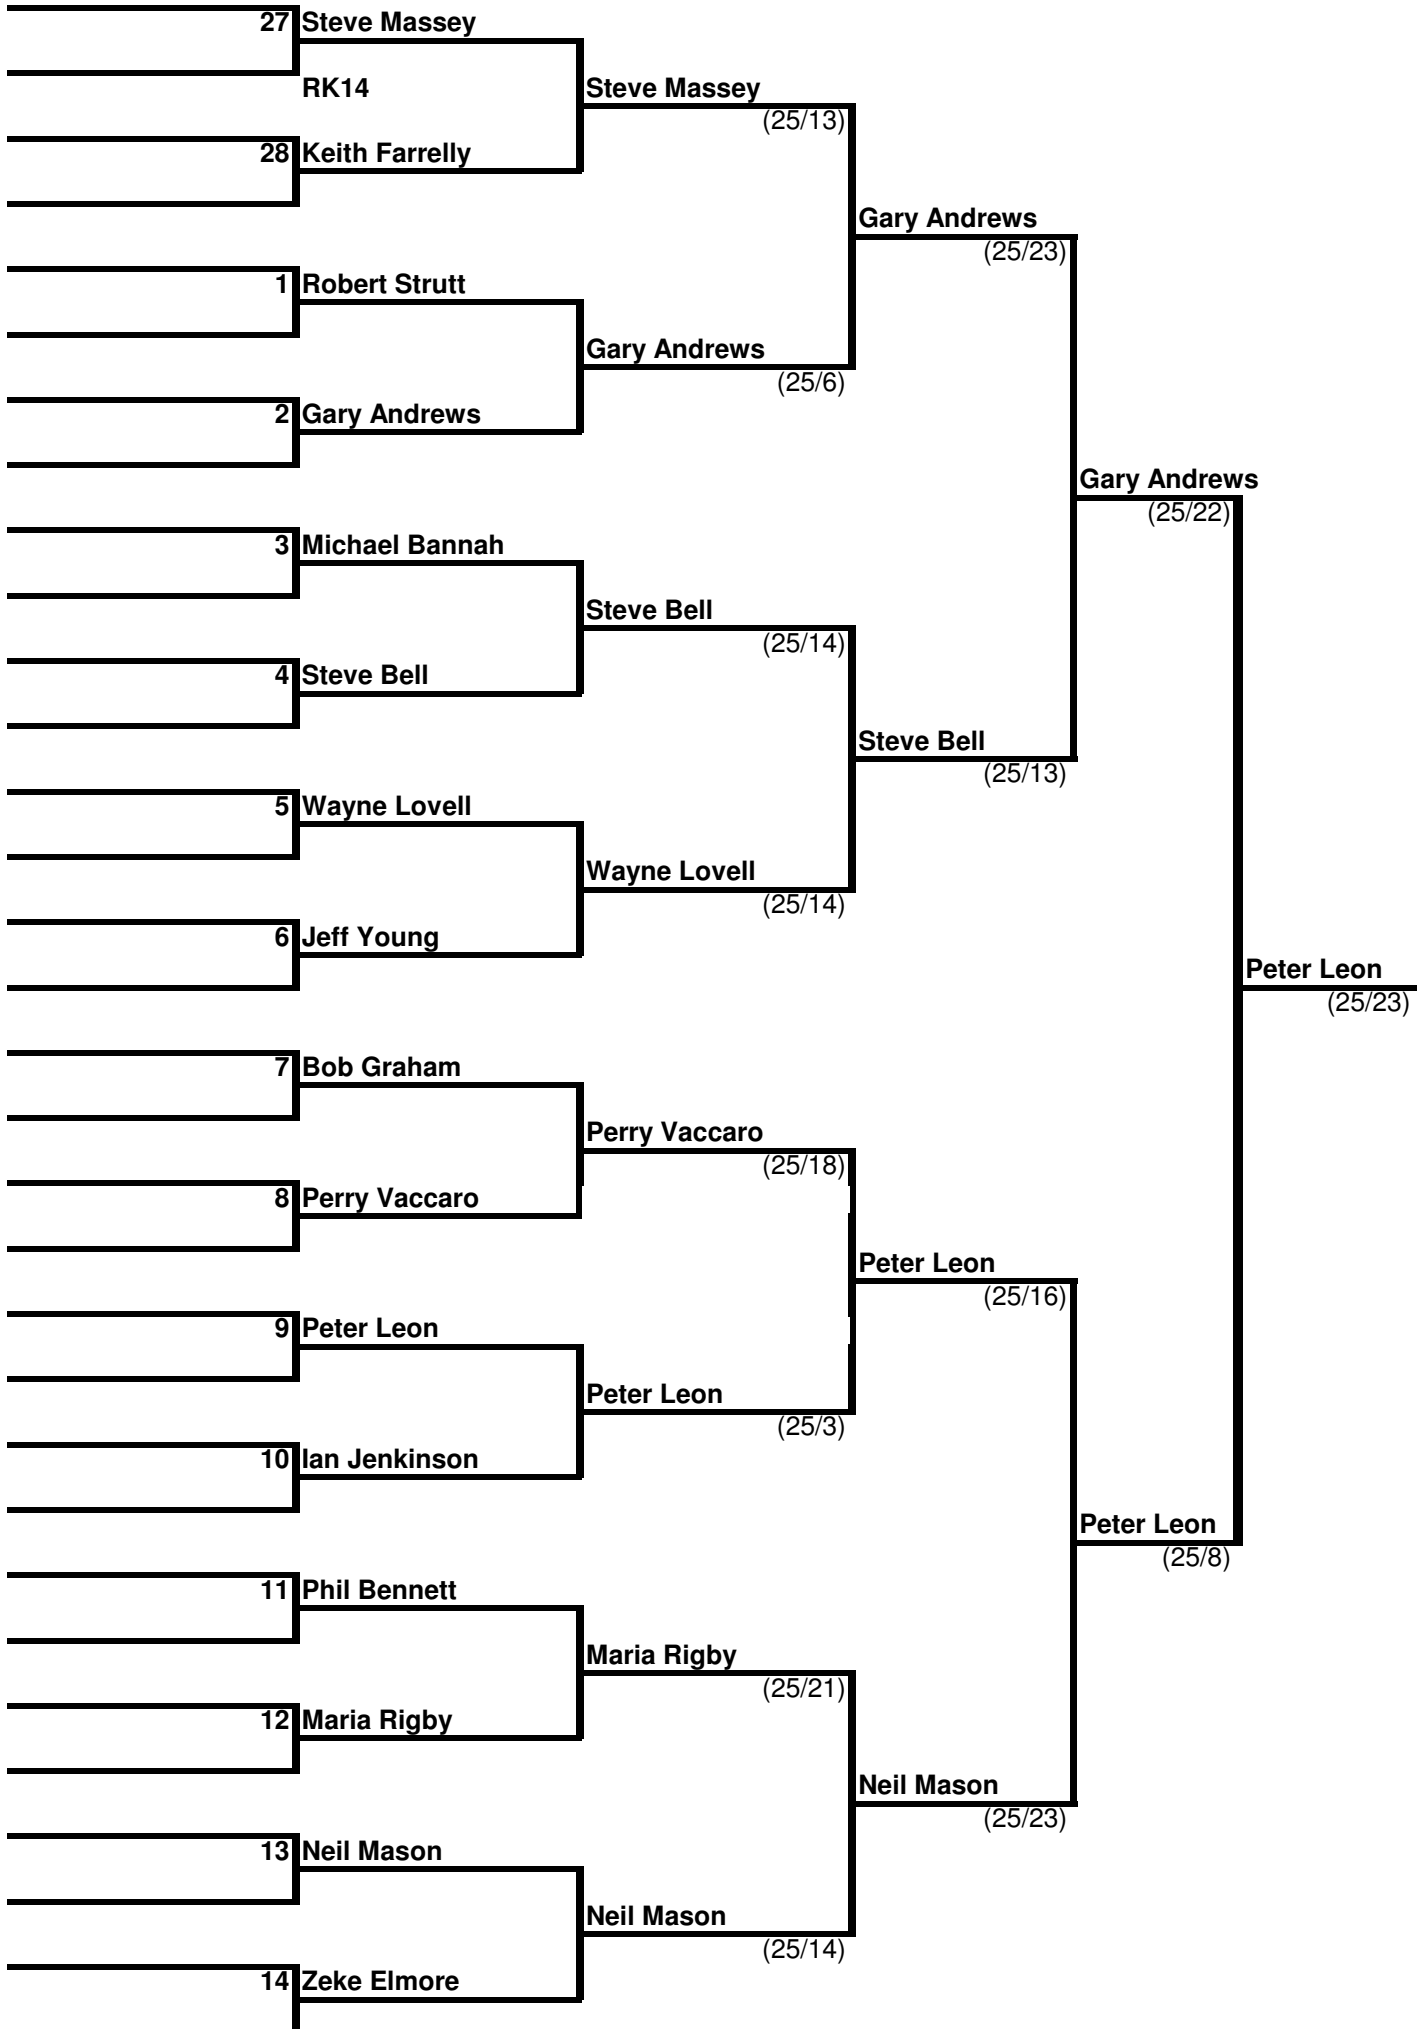 27 Steve Massey
RK14
Steve Massey
(25/13)
28 Keith Farrelly
Gary Andrews
(25/23)
1 Robert Strutt
Gary Andrews
(25/6)
2 Gary Andrews
Gary Andrews
(25/22)
3 Michael Bannah
Steve Bell
(25/14)
4 Steve Bell
Steve Bell
(25/13)
5 Wayne Lovell
Wayne Lovell
(25/14)
6 Jeff Young
Peter Leon
(25/23)
7 Bob Graham
Perry Vaccaro
(25/18)
8 Perry Vaccaro
Peter Leon
(25/16)
9 Peter Leon
Peter Leon
(25/3)
10 Ian Jenkinson
Peter Leon
(25/8)
11 Phil Bennett
Maria Rigby
(25/21)
12 Maria Rigby
Neil Mason
(25/23)
13 Neil Mason
Neil Mason
(25/14)
14 Zeke Elmore